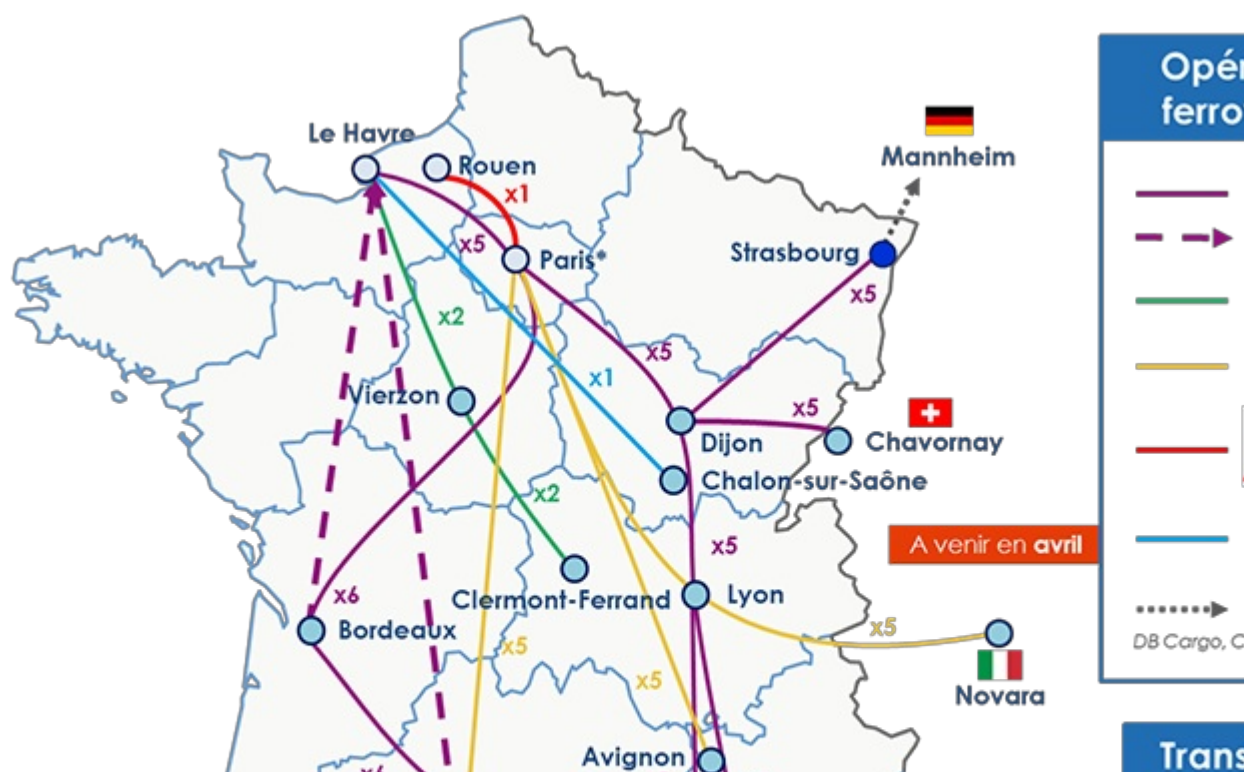 Opér
ferro
Le Havre
Mannheim
Rouen
x1
x5
Paris*
Strasbourg
x5
x2
x5
x1
Vierzon
x5
Dijon
Chavornay
Chalon-sur-Saône
x2
A venir en avril
x5
Lyon
x6
Clermont-Ferrand
Bordeaux
x5
x5
DB Cargo, C
x5
Novara
Avignon
Trans
x6